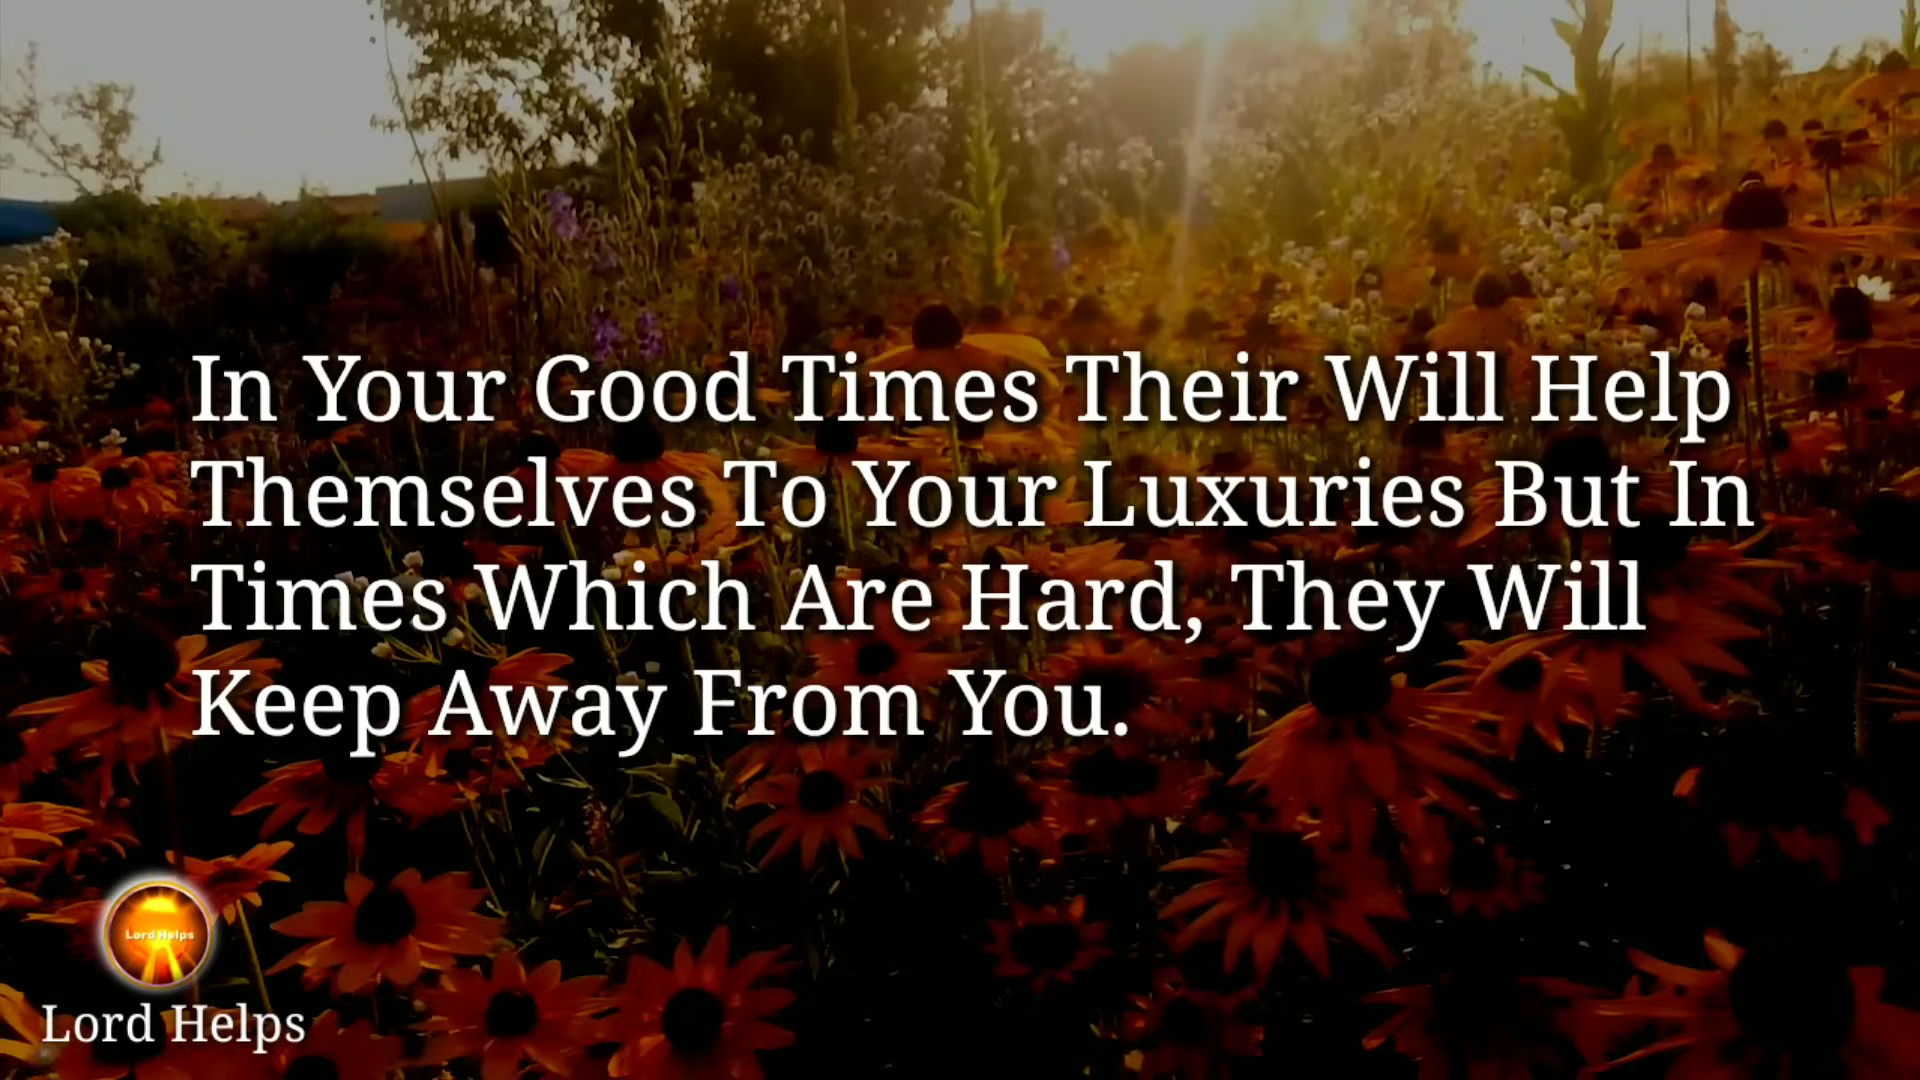 In Your Good Times Their Will Help
Themselves To Your Luxuries But In
Times Which Are Hard, They Will
Keep Away From You.
Lord Helps
Lord Helps